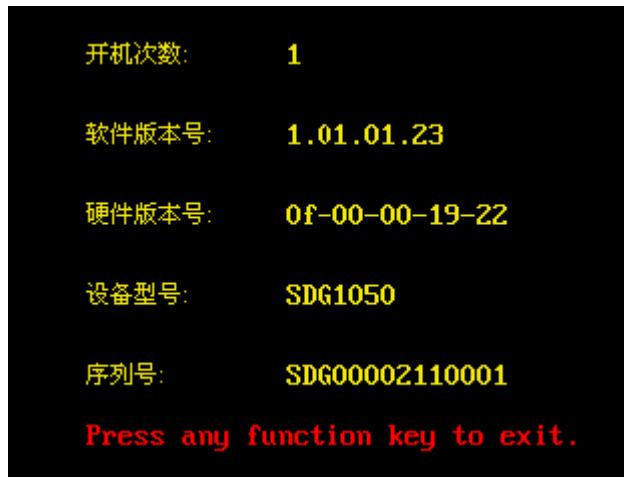 开机次数: 1
软件版本号: 1.01.01.23
硬件版本号: 0f-00-00-19-22
设备型号: SDG1050
序列号: SDG00002110001
Press any function key to exit.